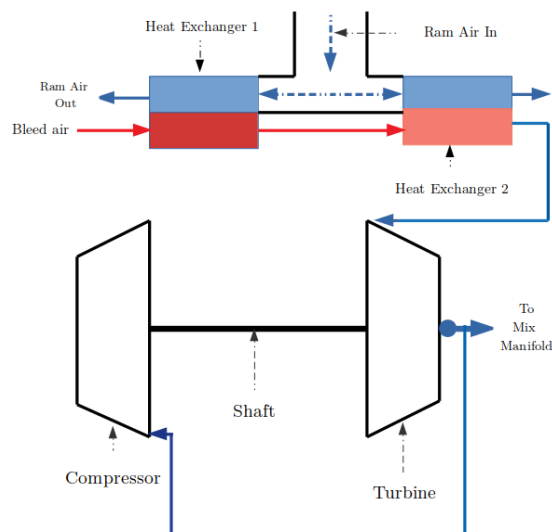 Heat Exchanger 1
Ram Air In
Ram Air
Out
Bleed air
Heat Exchanger 2
To
Mix
Manifold
Shaft
Compressor
Turbine